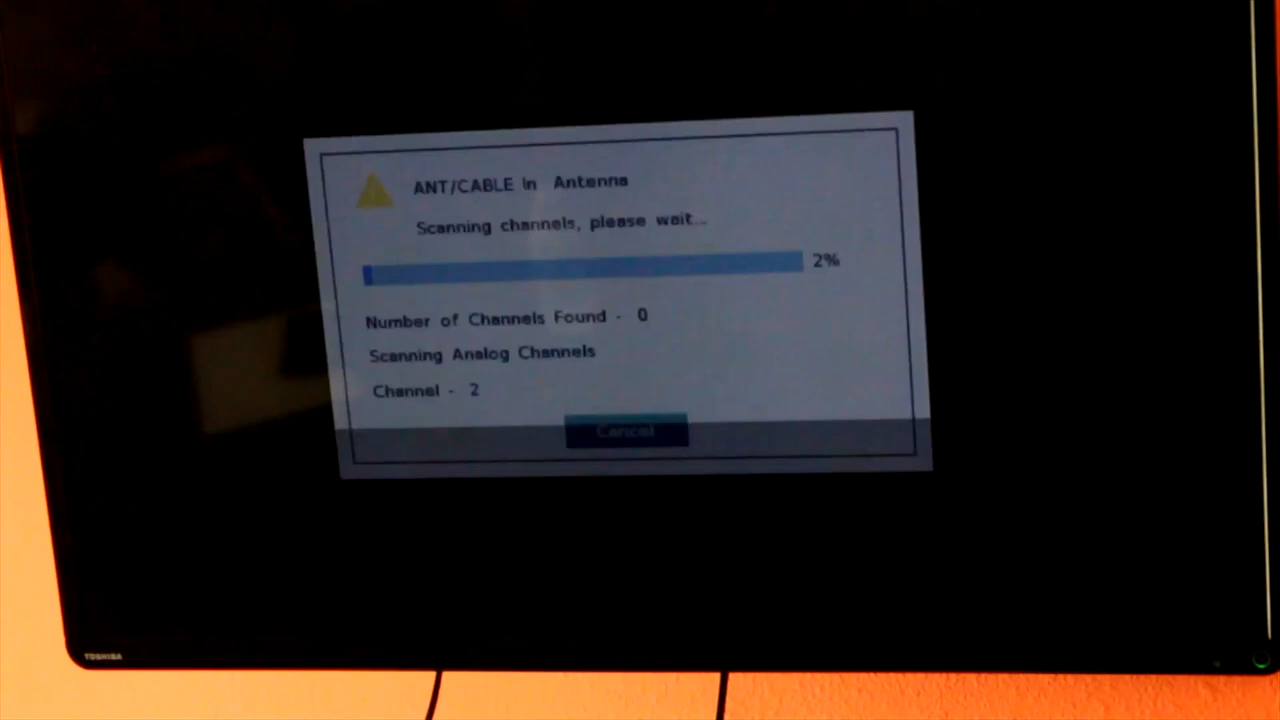 ANT/CABLE In Antenna
Scanning channels, please wait...
2%
Number of Channels Found - 0
Scanning Analog Channels
Channel - 2
Cancel
TOSHIBA